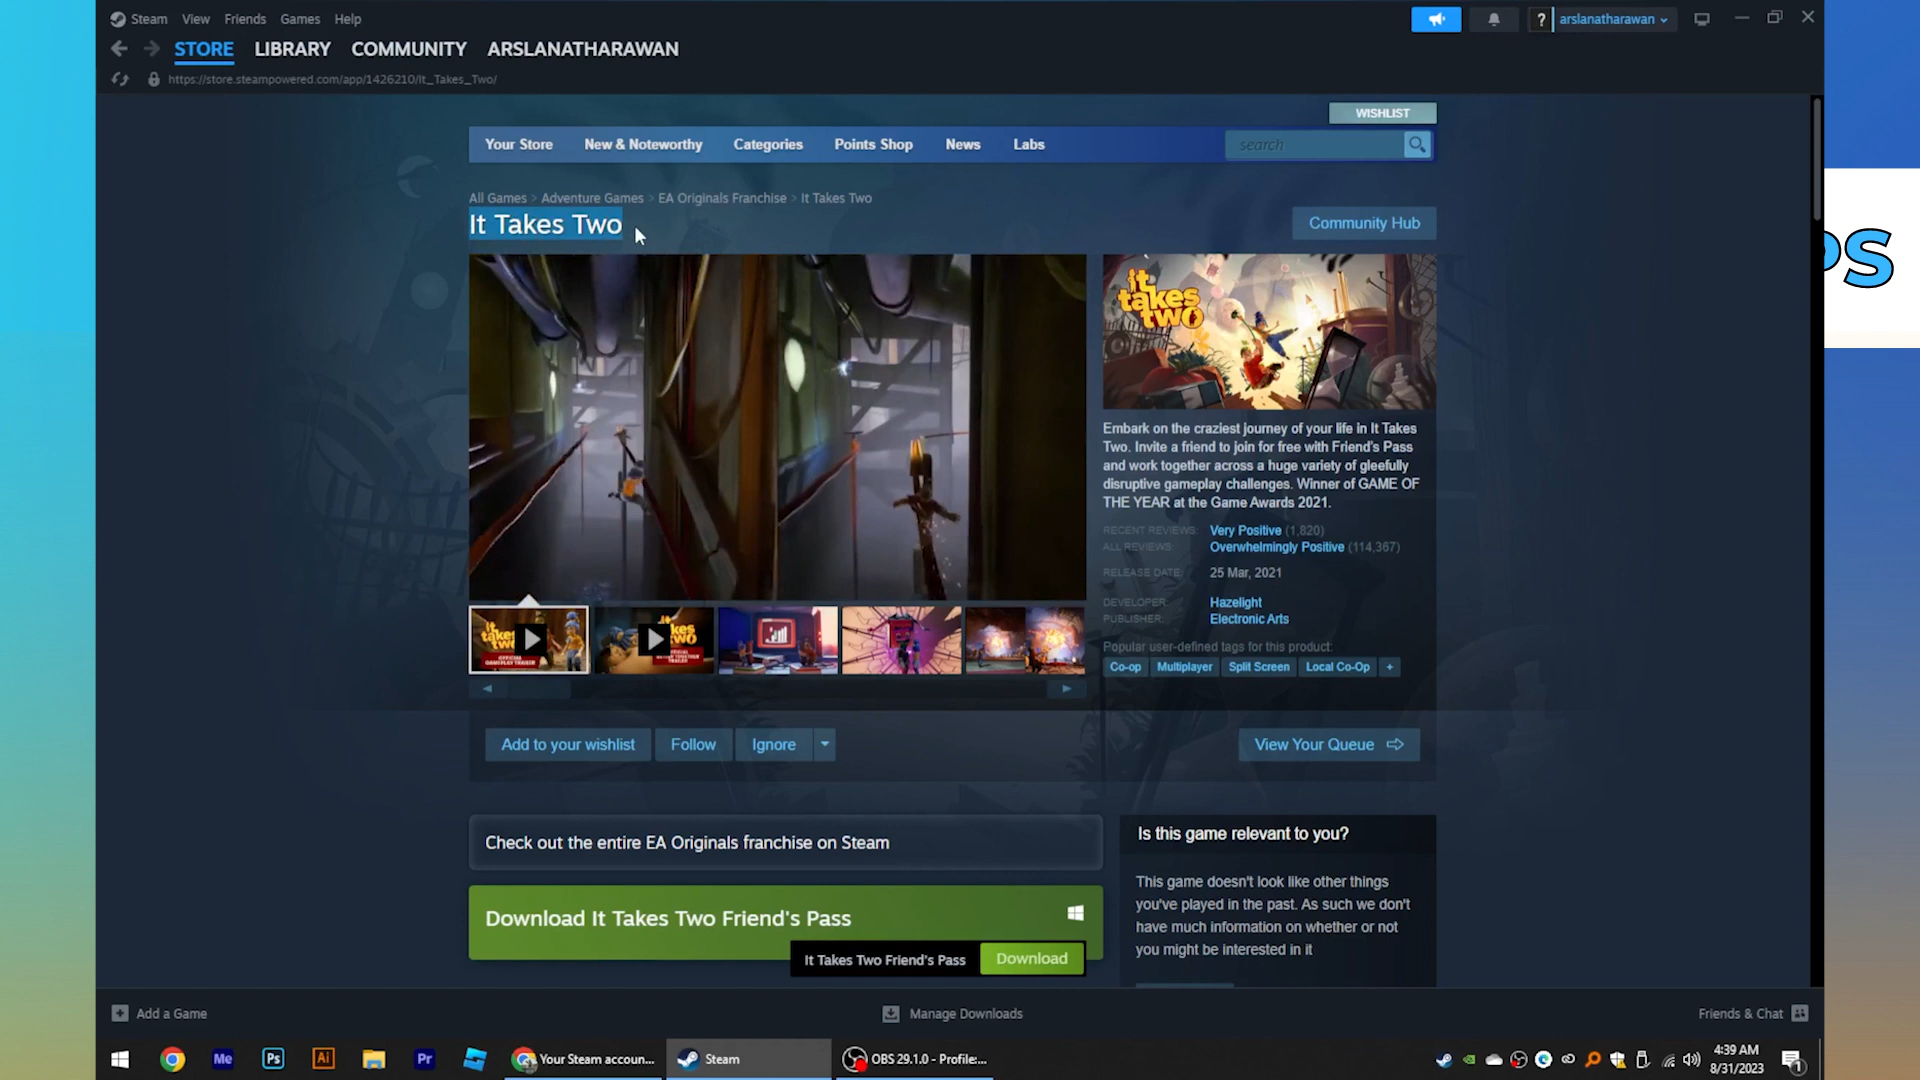 Steam View Friends Games Help
? arslanatharawan
STORE LIBRARY COMMUNITY ARSLANATHARAWAN
https://store.steampowered.com/app/1426210/It_Takes_Two/
WISHLIST
Your Store New & Noteworthy Categories Points Shop News Labs search
All Games > Adventure Games > EA Originals Franchise > It Takes Two
It Takes Two
Community Hub
PS
it takes two
Embark on the craziest journey of your life in It Takes
Two. Invite a friend to join for free with Friend's Pass
and work together across a huge variety of gleefully
disruptive gameplay challenges. Winner of GAME OF
THE YEAR at the Game Awards 2021.
RECENT REVIEWS: Very Positive (1,820)
ALL REVIEWS: Overwhelmingly Positive (114,367)
RELEASE DATE: 25 Mar, 2021
DEVELOPER: Hazelight
PUBLISHER: Electronic Arts
Popular user-defined tags for this product:
Co-op Multiplayer Split Screen Local Co-Op +
Add to your wishlist Follow Ignore
View Your Queue
Check out the entire EA Originals franchise on Steam
Is this game relevant to you?
This game doesn't look like other things
you've played in the past. As such we don't
have much information on whether or not
you might be interested in it
Download It Takes Two Friend's Pass
It Takes Two Friend's Pass Download
Add a Game
Manage Downloads
Friends & Chat
Me Ps Ai Pr Your Steam accoun... Steam OBS 29.1.0 - Profile:...
4:39 AM
8/31/2023
1